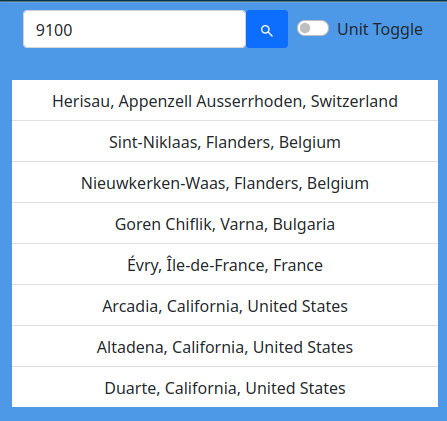 9100
Unit Toggle
Herisau, Appenzell Ausserrhoden, Switzerland
Sint-Niklaas, Flanders, Belgium
Nieuwkerken-Waas, Flanders, Belgium
Goren Chiflik, Varna, Bulgaria
Évry, Île-de-France, France
Arcadia, California, United States
Altadena, California, United States
Duarte, California, United States